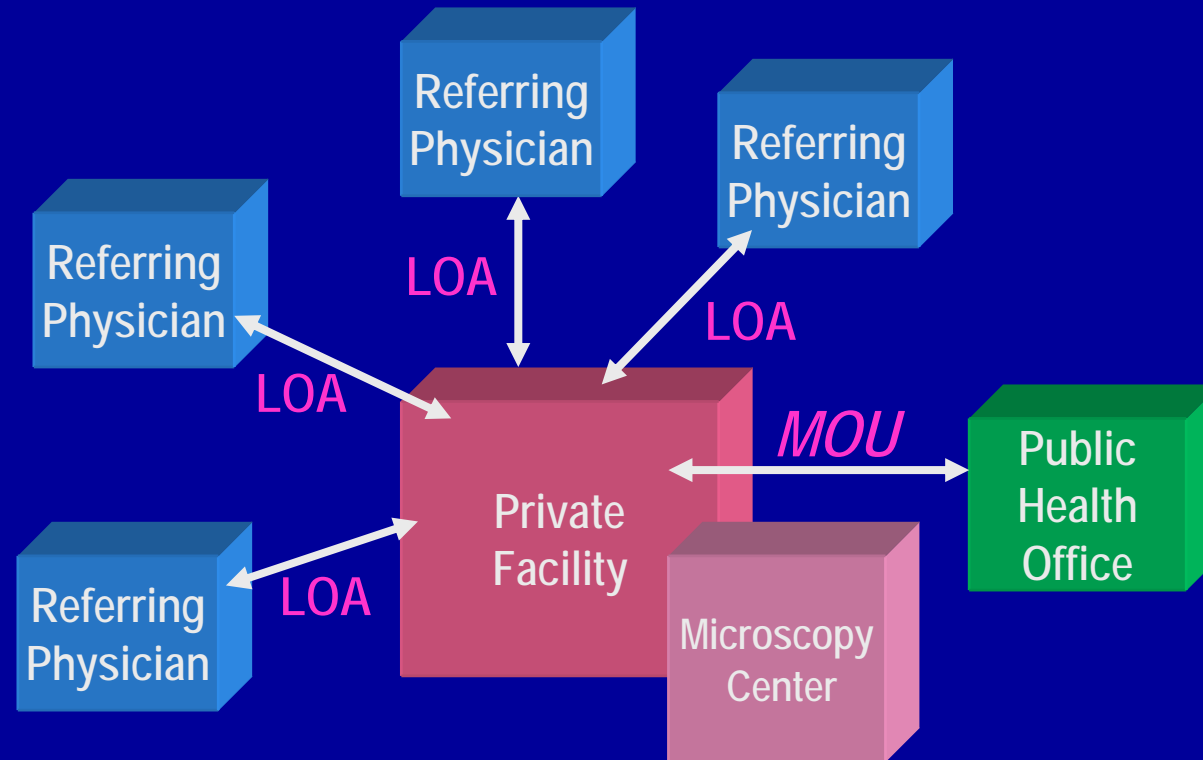 Referring
Physician
Referring
Physician
Referring
Physician
LOA
LOA
LOA
MOU
Public
Health
Office
Private
Facility
Referring
Physician
LOA
Microscopy
Center